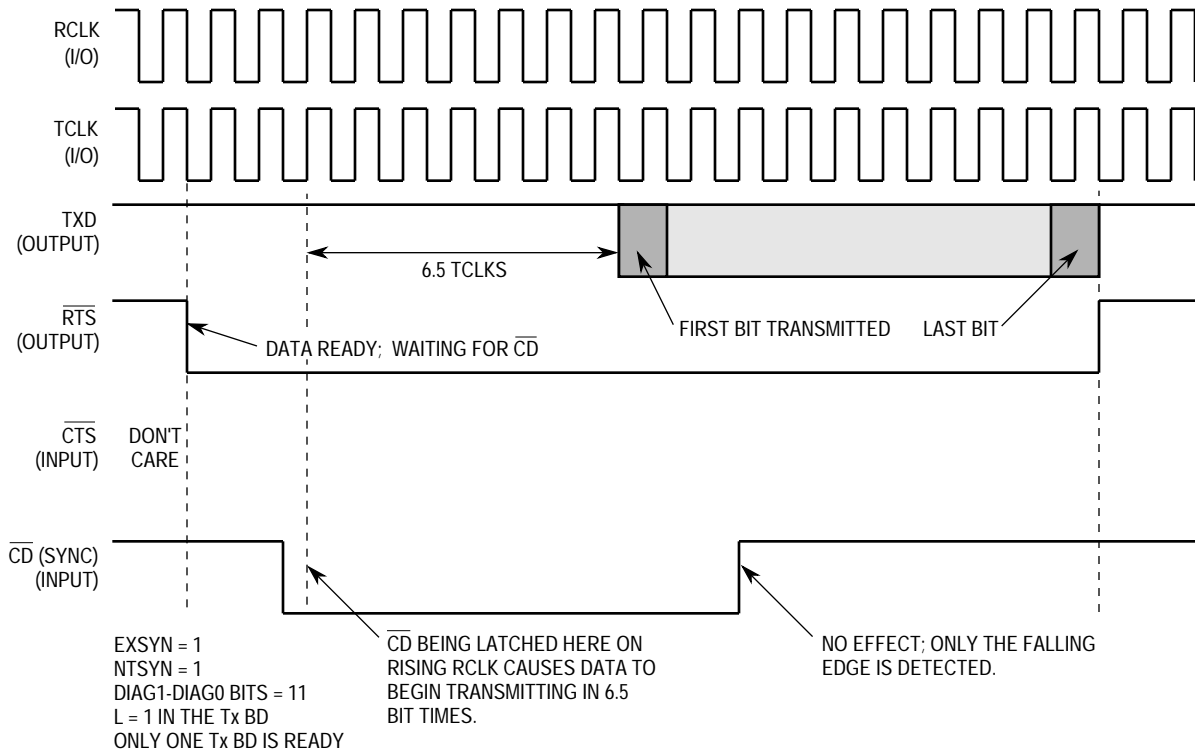 RCLK
(I/O)
TCLK
(I/O)
TXD
(OUTPUT)
6.5 TCLKS
RTS
(OUTPUT)
FIRST BIT TRANSMITTED
LAST BIT
DATA READY; WAITING FOR CD
CTS
(INPUT)
DON'T
CARE
CD (SYNC)
(INPUT)
EXSYN = 1
NTSYN = 1
DIAG1-DIAG0 BITS = 11
L = 1 IN THE Tx BD
ONLY ONE Tx BD IS READY
CD BEING LATCHED HERE ON
RISING RCLK CAUSES DATA TO
BEGIN TRANSMITTING IN 6.5
BIT TIMES.
NO EFFECT; ONLY THE FALLING
EDGE IS DETECTED.